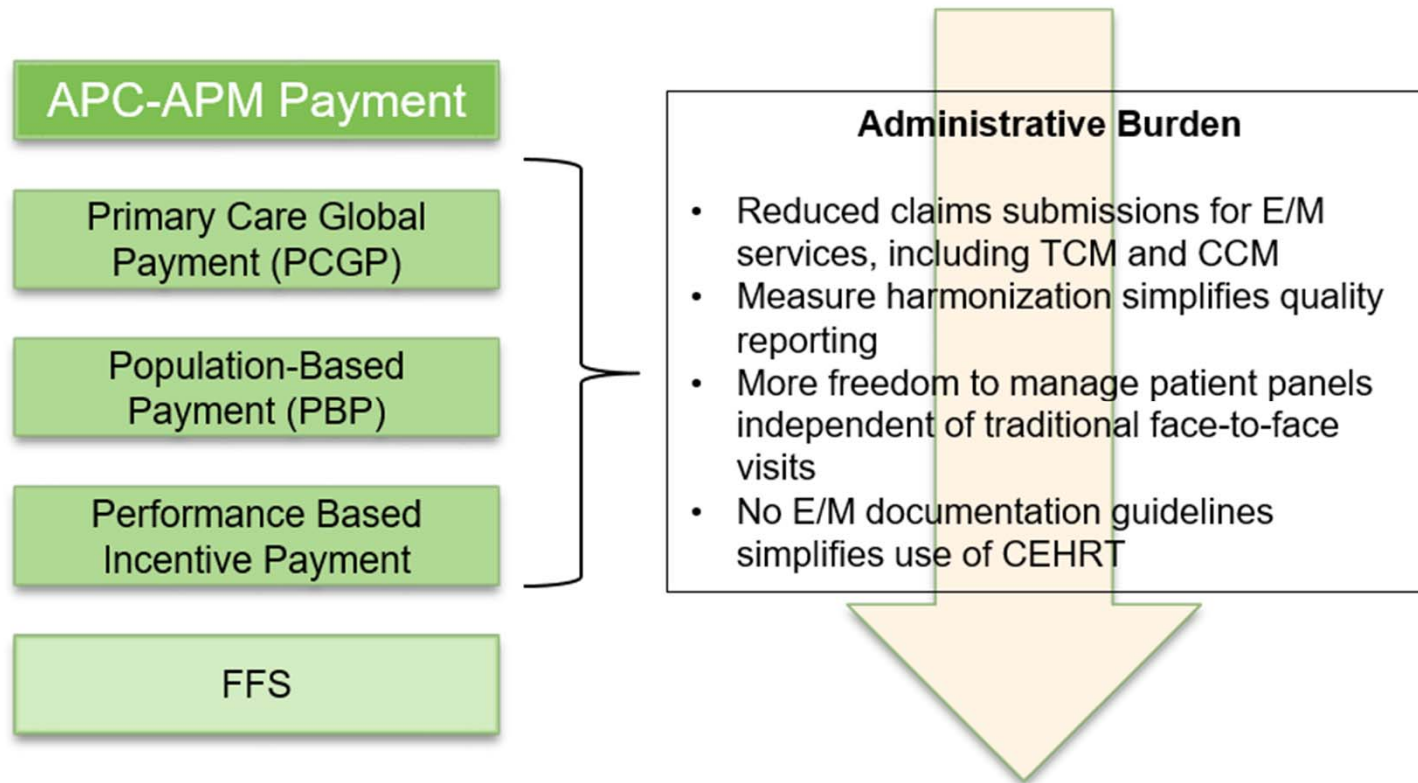 APC-APM Payment
Primary Care Global
Payment (PCGP)
Population-Based
Payment (PBP)
Performance Based
Incentive Payment
FFS
Administrative Burden
• Reduced claims submissions for E/M
services, including TCM and CCM
• Measure harmonization simplifies quality
reporting
• More freedom to manage patient panels
independent of traditional face-to-face
visits
• No E/M documentation guidelines
simplifies use of CEHRT